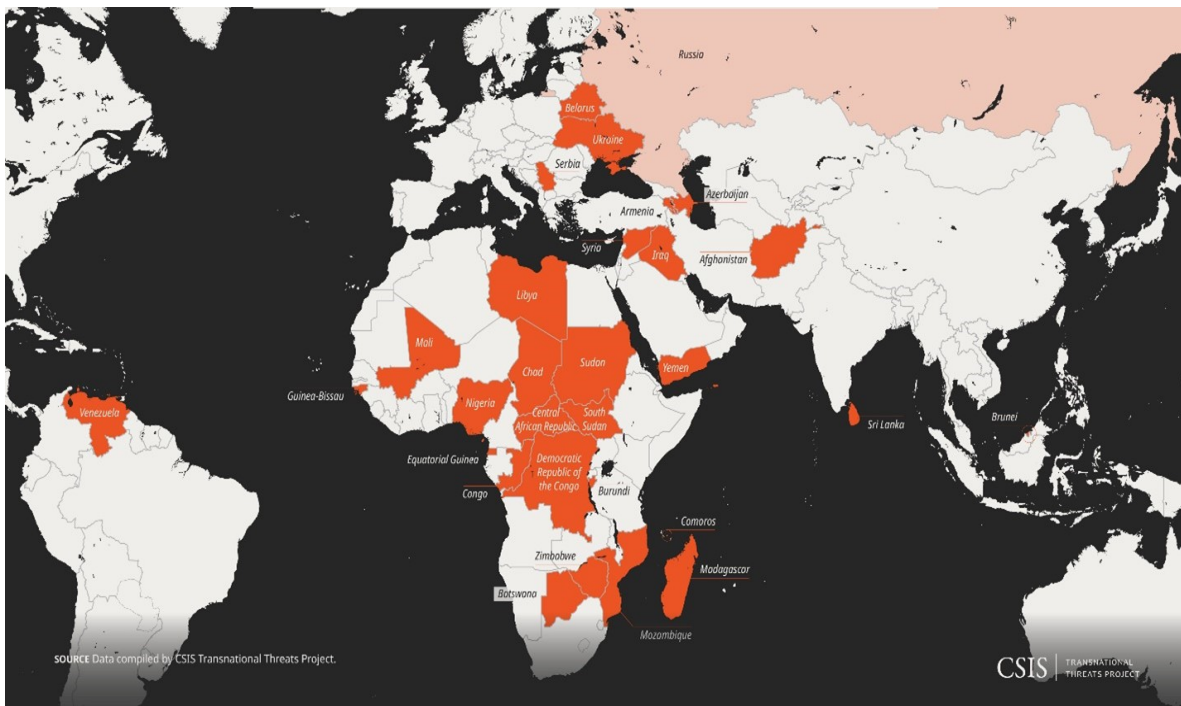 Russia
Belarus
Ukraine
Serbia
Azerbaijan
Armenia
Syria
Iraq
Afghanistan
Libya
Mali
Chad
Sudan
Yemen
Guinea-Bissau
Nigeria
Venezuela
Central
African Republic
South
Sudan
Sri Lanka
Brunei
Equatorial Guinea
Democratic
Republic of
the Congo
Congo
Burundi
Comoros
Zimbabwe
Madagascar
Botswana
Mozambique
SOURCE Data compiled by CSIS Transnational Threats Project.
CSIS
TRANSNATIONAL
THREATS PROJECT